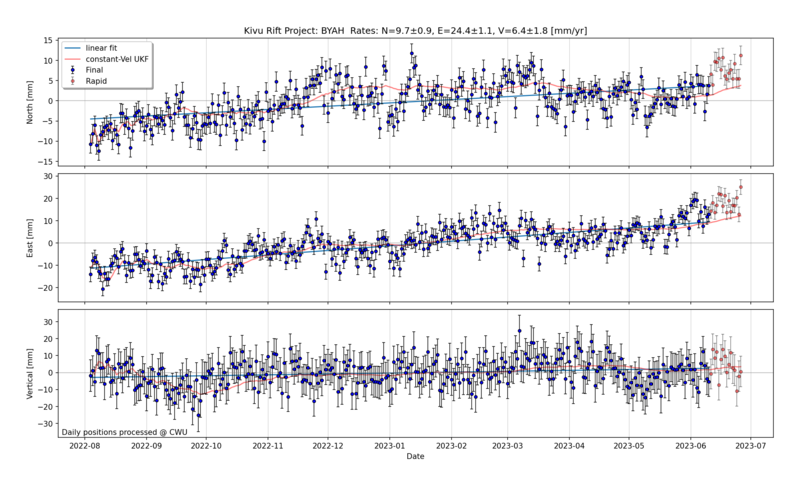 Kivu Rift Project: BYAH Rates: N=9.7±0.9, E=24.4±1.1, V=6.4±1.8 [mm/yr]
linear fit
constant-Vel UKF
Final
Rapid
North [mm]
15
10
5
0
−5
−10
−15
East [mm]
30
20
10
0
−10
−20
Vertical [mm]
30
20
10
0
−10
−20
−30
Daily positions processed @ CWU
2022-08 2022-09 2022-10 2022-11 2022-12 2023-01 2023-02 2023-03 2023-04 2023-05 2023-06 2023-07
Date